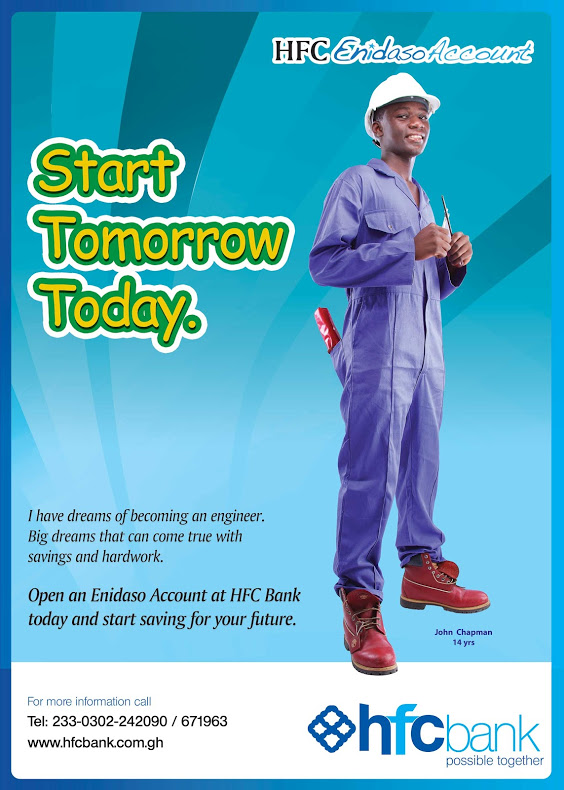 HFC Enidaso Account
Start
Tomorrow
Today.
I have dreams of becoming an engineer.
Big dreams that can come true with
savings and hardwork.
Open an Enidaso Account at HFC Bank
today and start saving for your future.
John Chapman
14 yrs
For more information call
Tel: 233-0302-242090 / 671963
www.hfcbank.com.gh
hfcbank
possible together